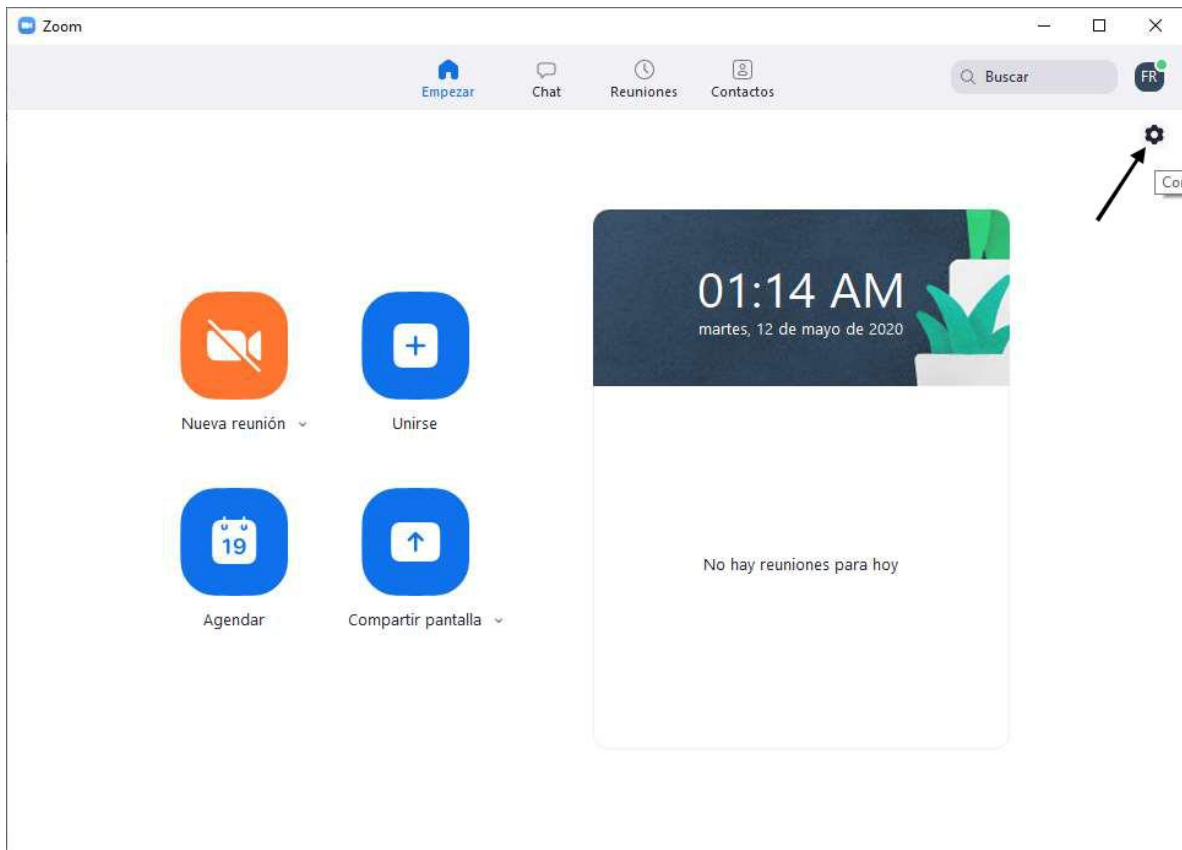 Zoom
Empezar
Chat
Reuniones
Contactos
Buscar
FR
01:14 AM
martes, 12 de mayo de 2020
Nueva reunión
Unirse
19
Agendar
Compartir pantalla
No hay reuniones para hoy